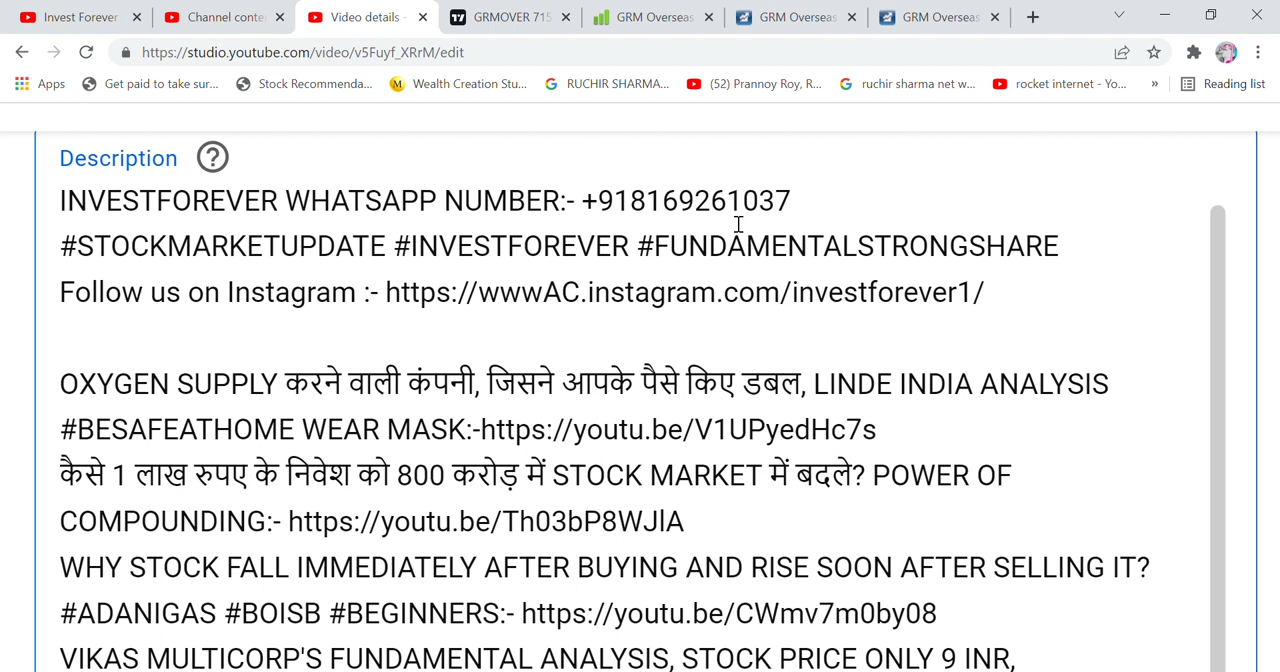 Invest Forever
Channel conte
Video details -
GRMOVER 715
GRM Overseas
GRM Overseas
GRM Overseas
https://studio.youtube.com/video/v5Fuyf_XRrM/edit
Apps
Get paid to take sur...
Stock Recommenda...
Wealth Creation Stu...
RUCHIR SHARMA...
(52) Prannoy Roy, R...
ruchir sharma net w...
rocket internet - Yo...
»
Reading list
Description
INVESTFOREVER WHATSAPP NUMBER:- +918169261037
#STOCKMARKETUPDATE #INVESTFOREVER #FUNDAMENTALSTRONGSHARE
Follow us on Instagram :- https://wwwAC.instagram.com/investforever1/
OXYGEN SUPPLY करने वाली कंपनी, जिसने आपके पैसे किए डबल, LINDE INDIA ANALYSIS
#BESAFEATHOME WEAR MASK:-https://youtu.be/V1UPyedHc7s
कैसे 1 लाख रुपए के निवेश को 800 करोड़ में STOCK MARKET में बदले? POWER OF
COMPOUNDING:- https://youtu.be/Th03bP8WJlA
WHY STOCK FALL IMMEDIATELY AFTER BUYING AND RISE SOON AFTER SELLING IT?
#ADANIGAS #BOISB #BEGINNERS:- https://youtu.be/CWmv7m0by08
VIKAS MULTICORP'S FUNDAMENTAL ANALYSIS, STOCK PRICE ONLY 9 INR,